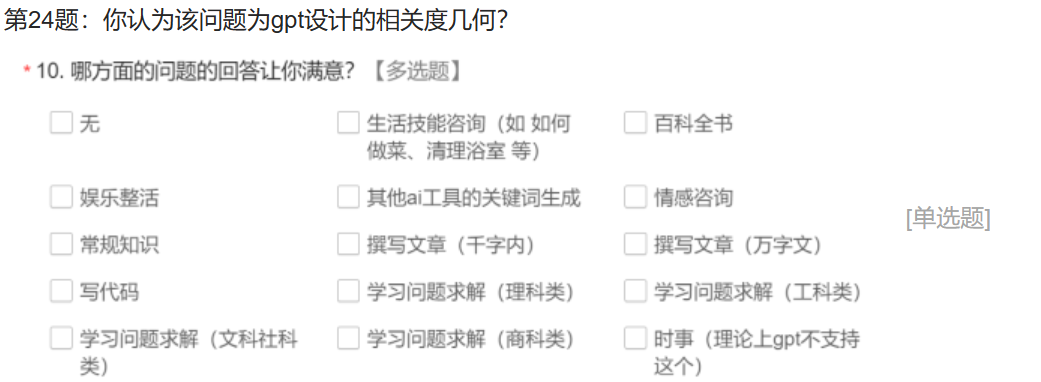 第24题：你认为该问题为gpt设计的相关度几何？
* 10. 哪方面的问题的回答让你满意？【多选题】
无
生活技能咨询（如 如何
做菜、清理浴室 等）
百科全书
娱乐整活
其他ai工具的关键词生成
情感咨询
[单选题]
常规知识
撰写文章（千字内）
撰写文章（万字文）
写代码
学习问题求解（理科类）
学习问题求解（工科类）
学习问题求解（文科社科
类）
学习问题求解（商科类）
时事（理论上gpt不支持
这个）